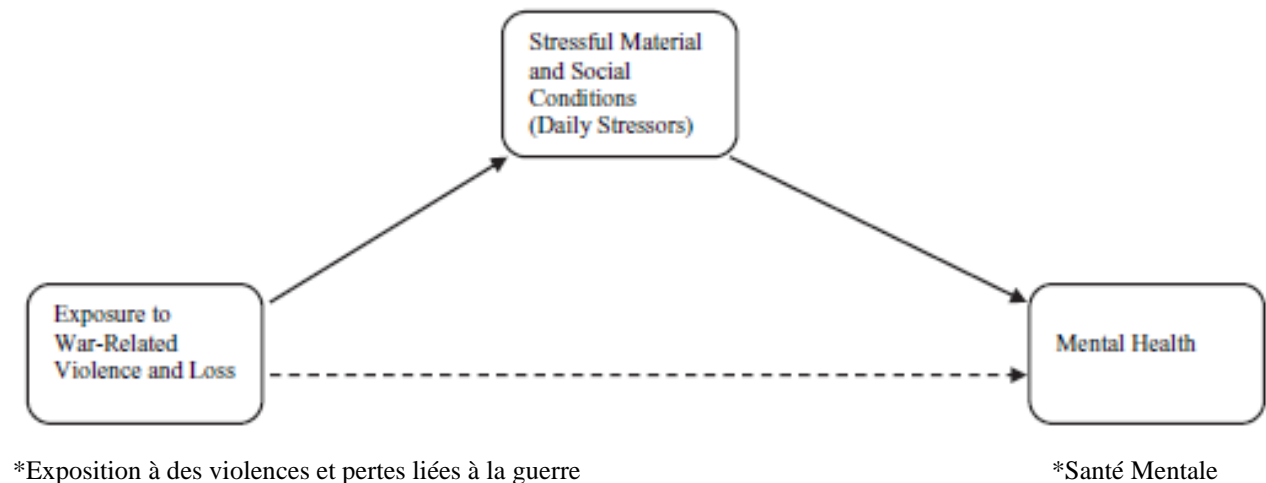 Stressful Material
and Social
Conditions
(Daily Stressors)
Exposure to
War-Related
Violence and Loss
Mental Health
*Exposition à des violences et pertes liées à la guerre
*Santé Mentale